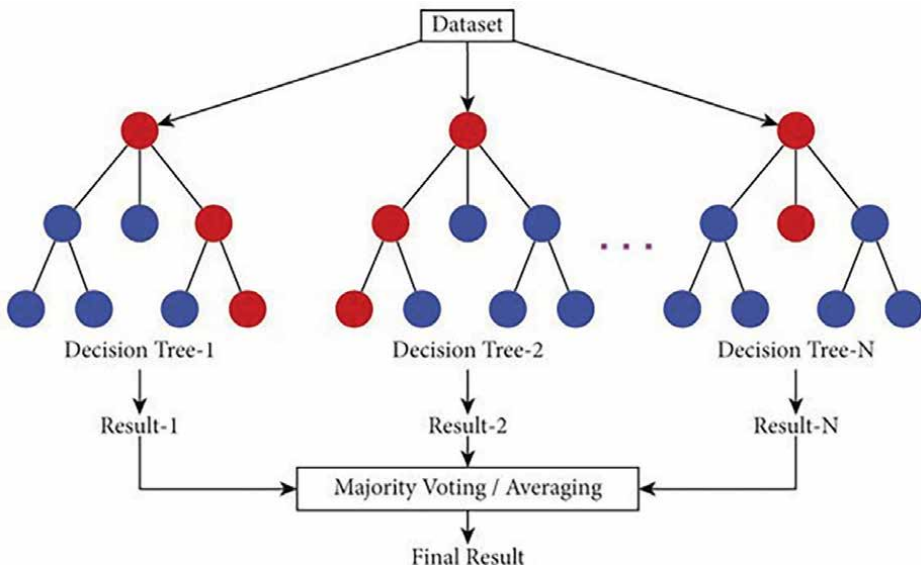 Dataset
Decision Tree-1
Decision Tree-2
Decision Tree-N
Result-1
Result-2
Result-N
Majority Voting / Averaging
Final Result